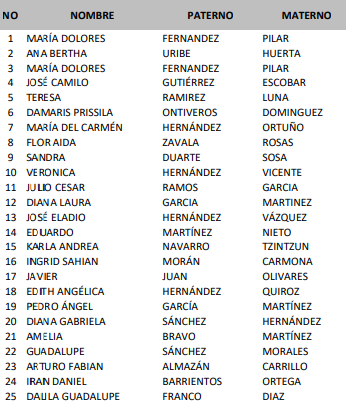 NO NOMBRE PATERNO MATERNO
1 MARÍA DOLORES FERNANDEZ PILAR
2 ANA BERTHA URIBE HUERTA
3 MARÍA DOLORES FERNANDEZ PILAR
4 JOSÉ CAMILO GUTIÉRREZ ESCOBAR
5 TERESA RAMIREZ LUNA
6 DAMARIS PRISSILA ONTIVEROS DOMINGUEZ
7 MARÍA DEL CARMÉN HERNÁNDEZ ORTUÑO
8 FLOR AIDA ZAVALA ROSAS
9 SANDRA DUARTE SOSA
10 VERONICA HERNÁNDEZ VICENTE
11 JULIO CESAR RAMOS GARCIA
12 DIANA LAURA GARCIA MARTINEZ
13 JOSÉ ELADIO HERNÁNDEZ VÁZQUEZ
14 EDUARDO MARTÍNEZ NIETO
15 KARLA ANDREA NAVARRO TZINTZUN
16 INGRID SAHIAN MORÁN CARMONA
17 JAVIER JUAN OLIVARES
18 EDITH ANGÉLICA HERNÁNDEZ QUIROZ
19 PEDRO ÁNGEL GARCÍA MARTÍNEZ
20 DIANA GABRIELA SÁNCHEZ HERNÁNDEZ
21 AMELIA BRAVO MARTÍNEZ
22 GUADALUPE SÁNCHEZ MORALES
23 ARTURO FABIAN ALMAZÁN CARRILLO
24 IRAN DANIEL BARRIENTOS ORTEGA
25 DALILA GUADALUPE FRANCO DIAZ